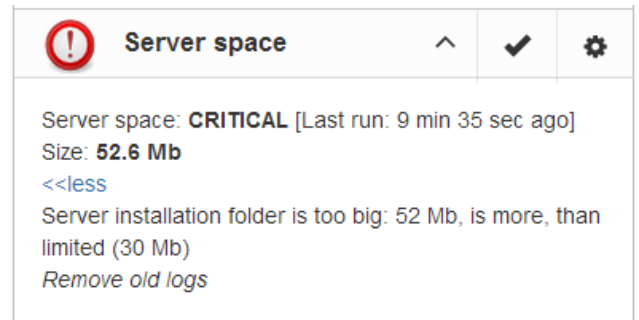 Server space
Server space: CRITICAL [Last run: 9 min 35 sec ago]
Size: 52.6 Mb
<<less
Server installation folder is too big: 52 Mb, is more, than
limited (30 Mb)
Remove old logs